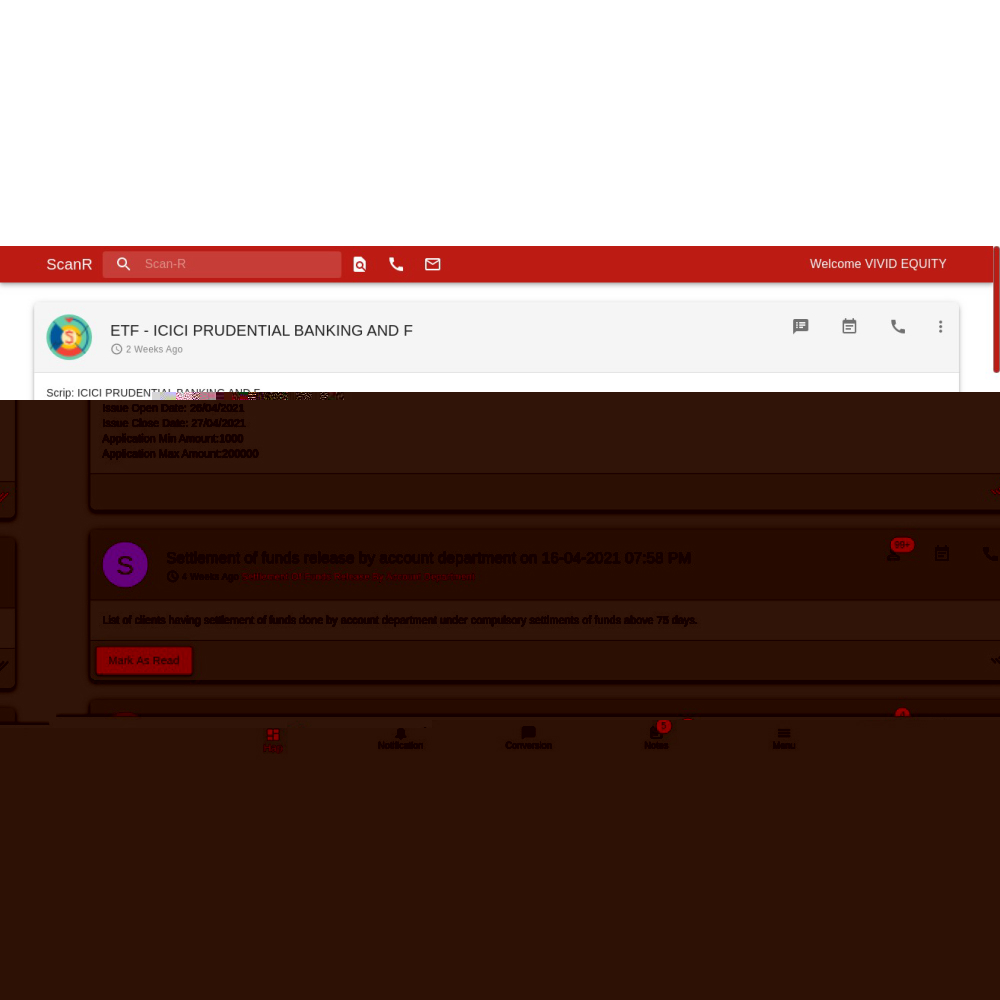 ScanR
Scan-R
Welcome VIVID EQUITY
S
ETF - ICICI PRUDENTIAL BANKING AND F
2 Weeks Ago
Scrip: ICICI PRUDENTIAL BANKING AND F
Issue Open Date: 26/04/2021
Issue Close Date: 27/04/2021
Application Min Amount:1000
Application Max Amount:200000
S
Settlement of funds release by account department on 16-04-2021 07:58 PM
99+
4 Weeks Ago
List of clients having settlement of funds done by account department under compulsory setllments of funds above 75 days.
Mark As Read
5
Notification
Conversion
Notes
Menu